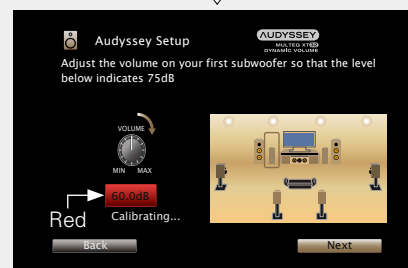 Audyssey Setup
AUDYSSEY
MULTEQ XT32
DYNAMIC VOLUME
Adjust the volume on your first subwoofer so that the level
below indicates 75dB
VOLUME
MIN MAX
60.0dB
Red
Calibrating...
Back
Next